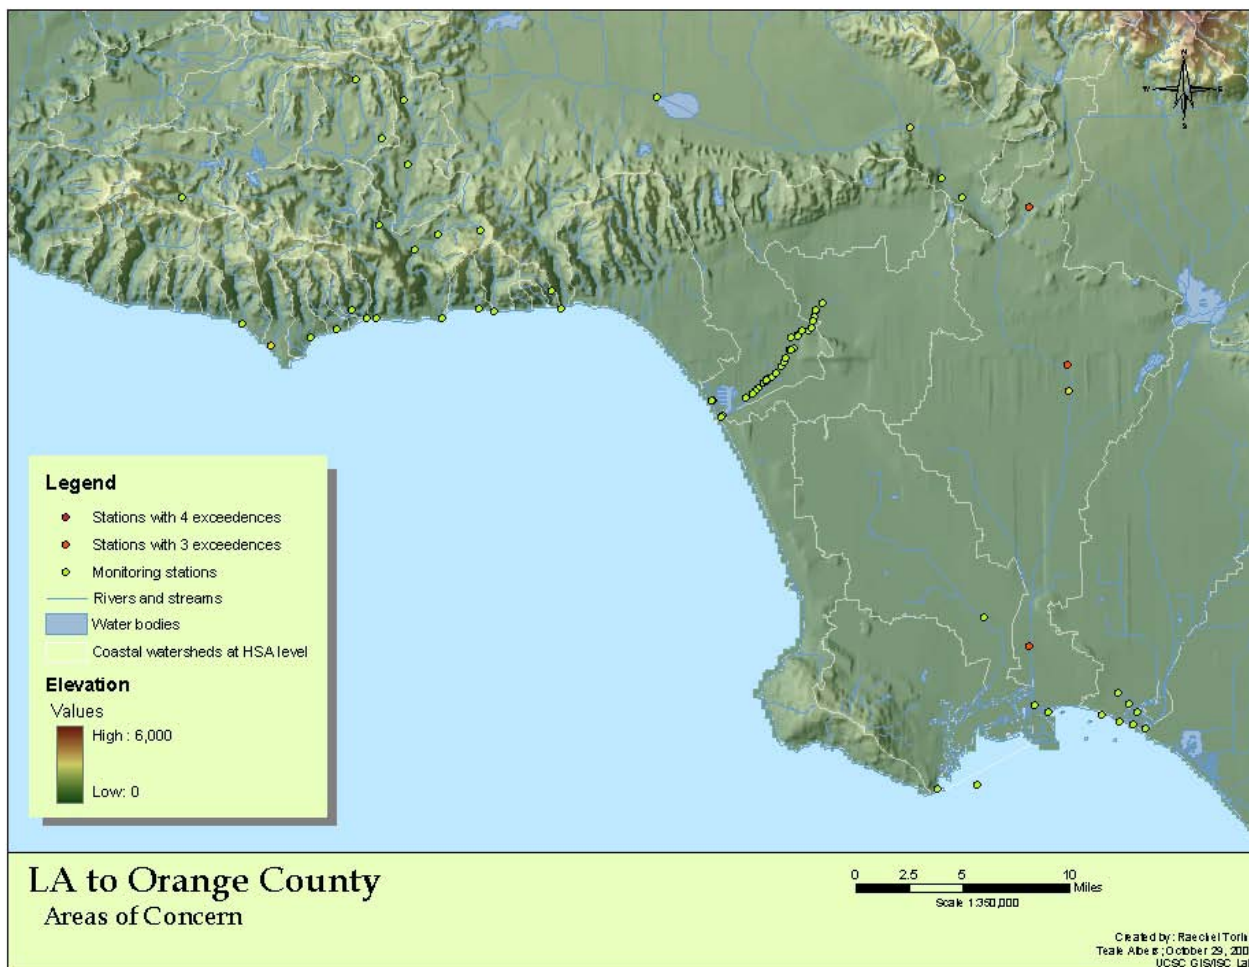 N
W
E
S
Legend
Stations with 4 exceedences
Stations with 3 exceedences
Monitoring stations
Rivers and streams
Water bodies
Coastal watersheds at HSA level
Elevation
Values
High : 6,000
Low: 0
LA to Orange County
Areas of Concern
0 2.5 5 10
Miles
Scale 1:350,000
Created by: Raechel
October 29,
UCSC GIS/ISC